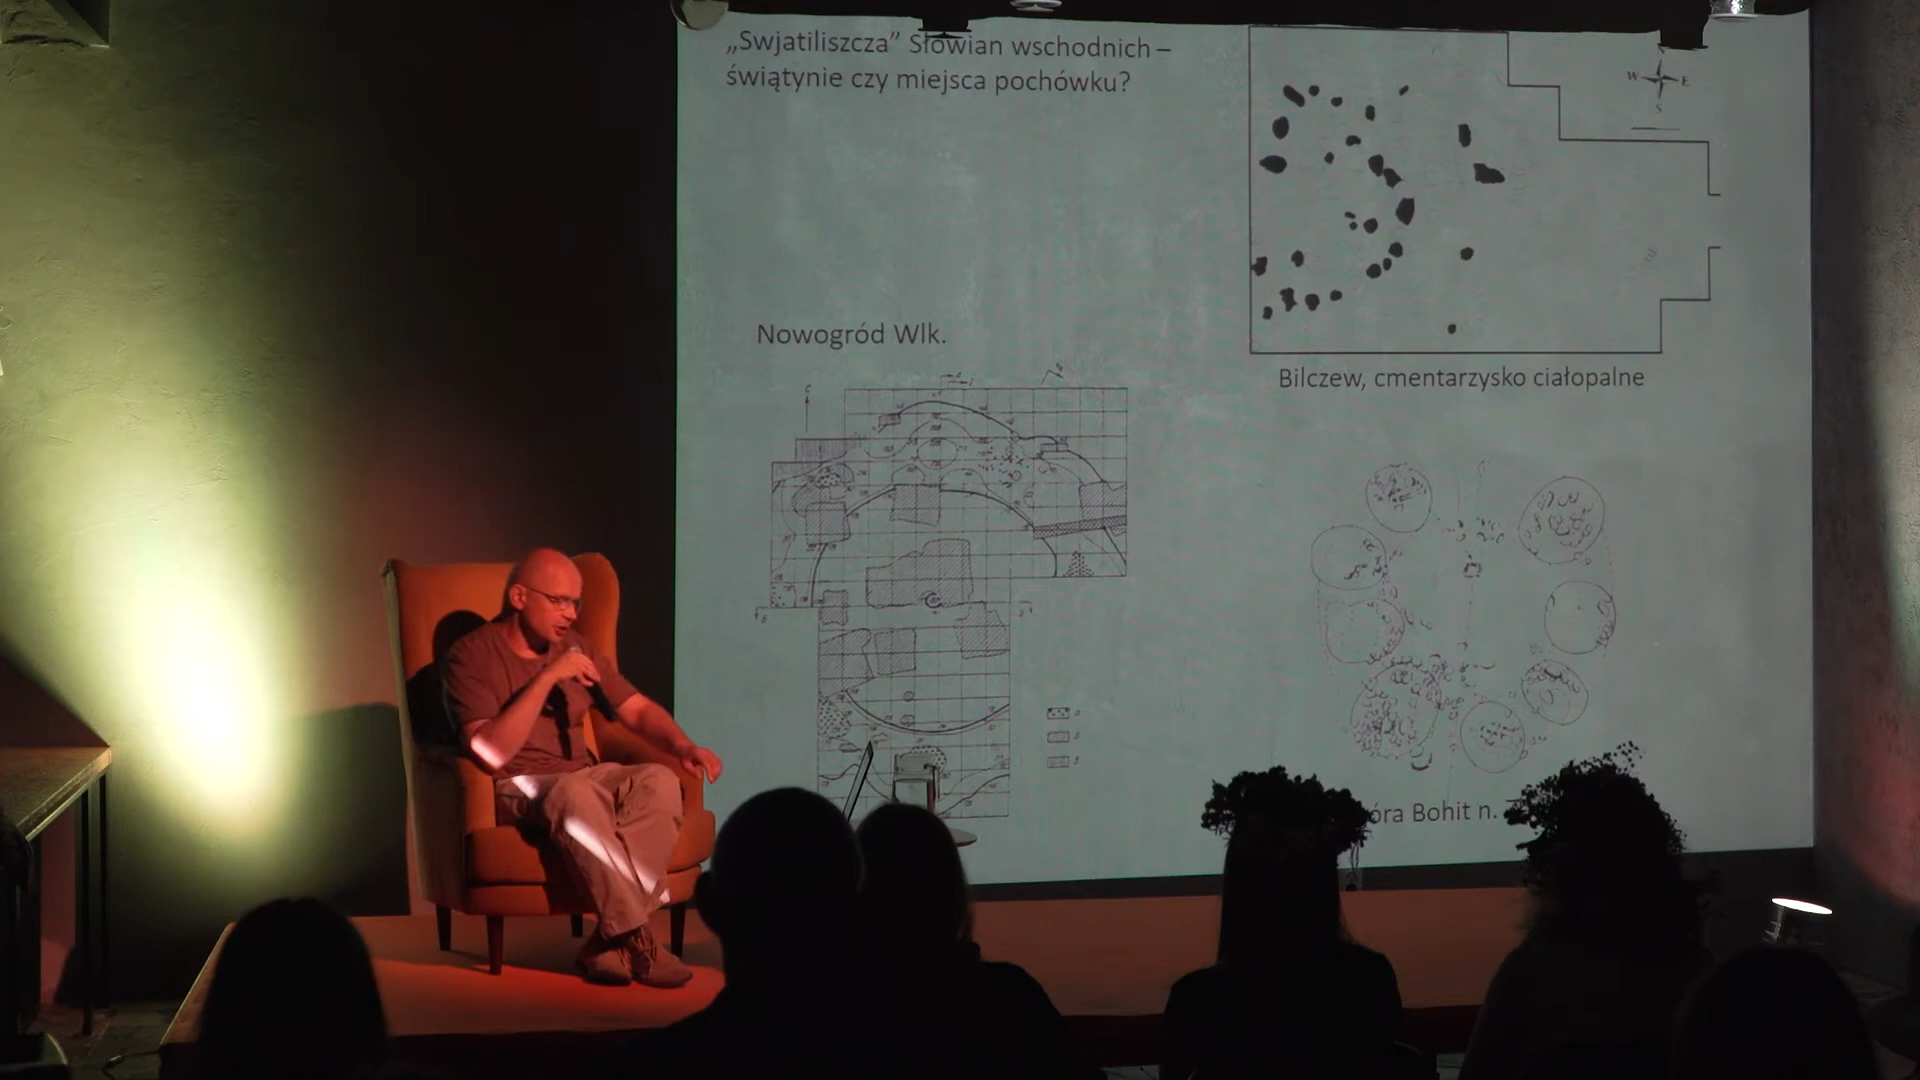 „Swjatiliszcza” Słowian wschodnich –
świątynie czy miejsca pochówku?
W E
S
Nowogród Wlk.
Bilczew, cmentarzysko ciałopalne
óra Bohit n.